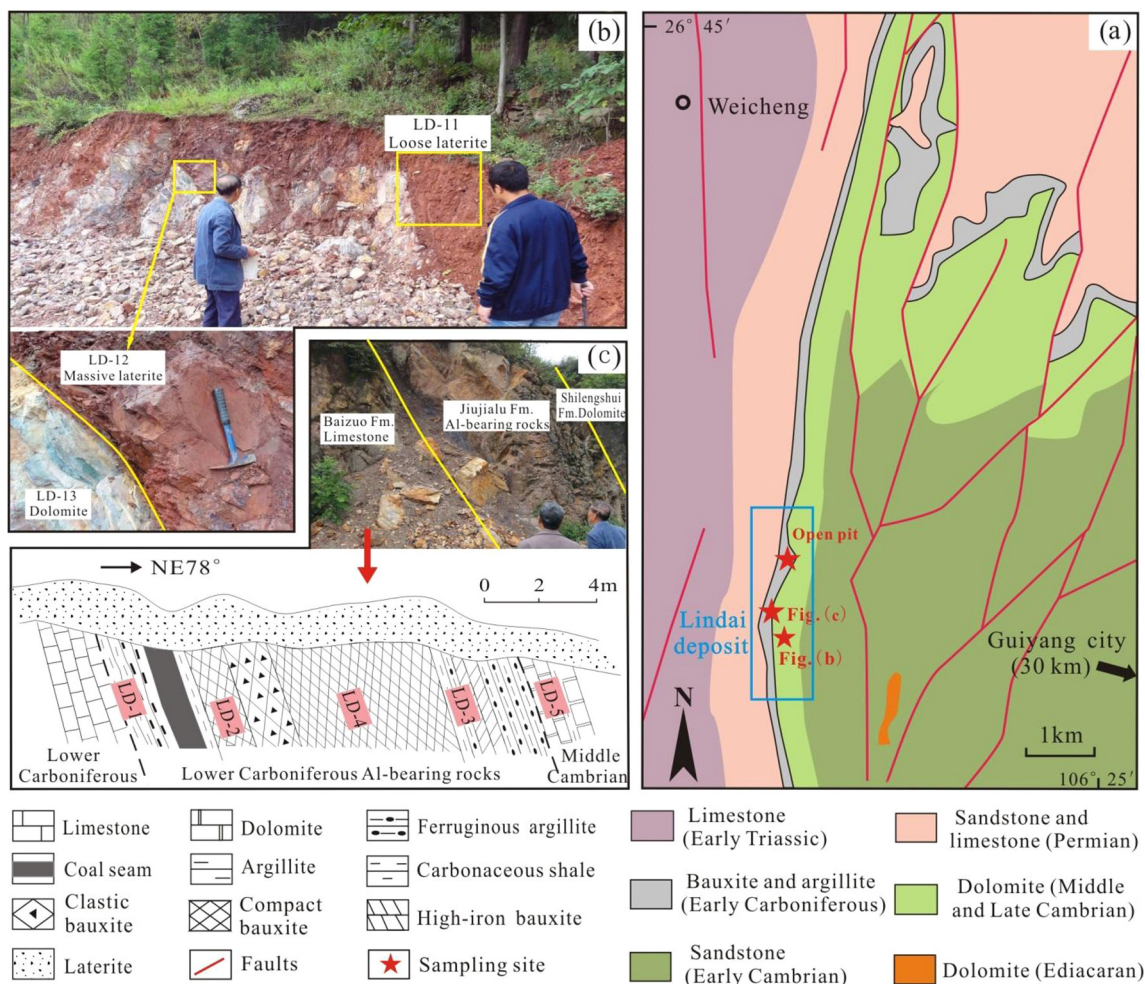 (b)
LD-11
Loose laterite
LD-12
Massive laterite
LD-13
Dolomite
(c)
Baizuo Fm.
Limestone
Jiujialu Fm.
Al-bearing rocks
Shilengshui
Fm.Dolomite
NE78°
0 2 4m
LD-1
LD-2
LD-4
LD-3
LD-5
Lower
Carboniferous
Lower Carboniferous Al-bearing rocks
Middle
Cambrian
(a)
26° 45′
Weicheng
Open pit
Fig.(c)
Fig.(b)
Lindai
deposit
Guiyang city
(30 km)
N
1km
106° 25′
Limestone
Dolomite
Ferruginous argillite
Coal seam
Argillite
Carbonaceous shale
Clastic
bauxite
Compact
bauxite
High-iron bauxite
Laterite
Faults
Sampling site
Limestone
(Early Triassic)
Sandstone and
limestone (Permian)
Bauxite and argillite
(Early Carboniferous)
Dolomite (Middle
and Late Cambrian)
Sandstone
(Early Cambrian)
Dolomite (Ediacaran)